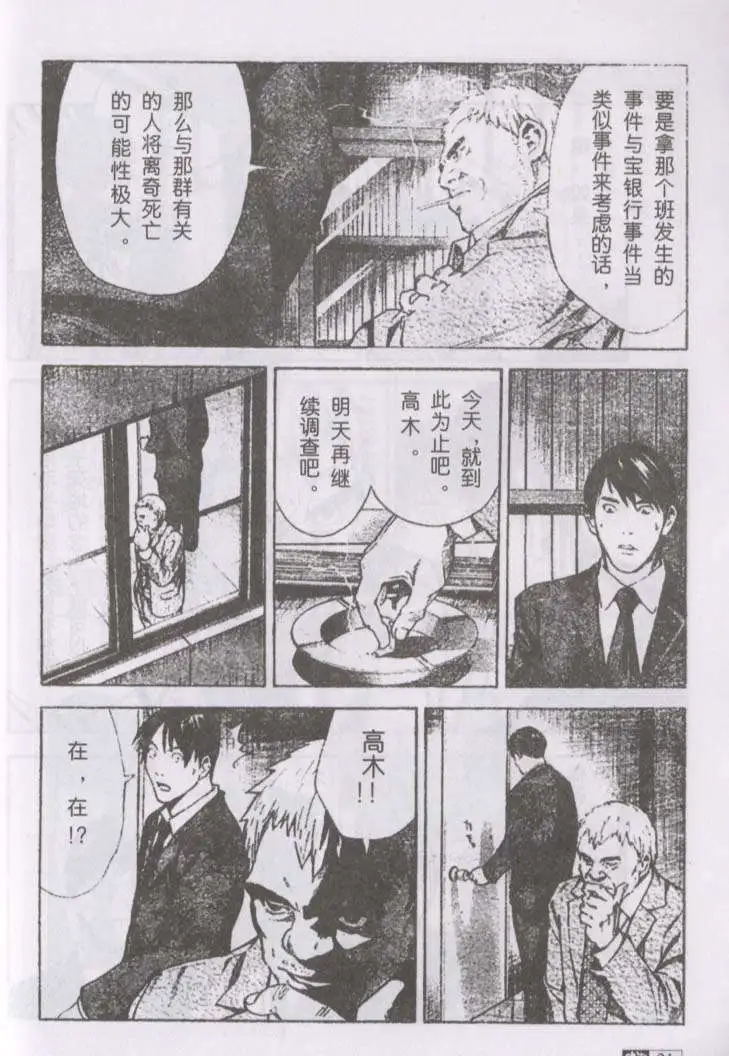 要是拿那个班发生的
事件与宝银行事件当
类似事件来考虑的话，
那么与那群有关
的人将离奇死亡
的可能性极大。
今天，就到
此为止吧。
高木。
明天再继
续调查吧。
高木!!
在，在
!?